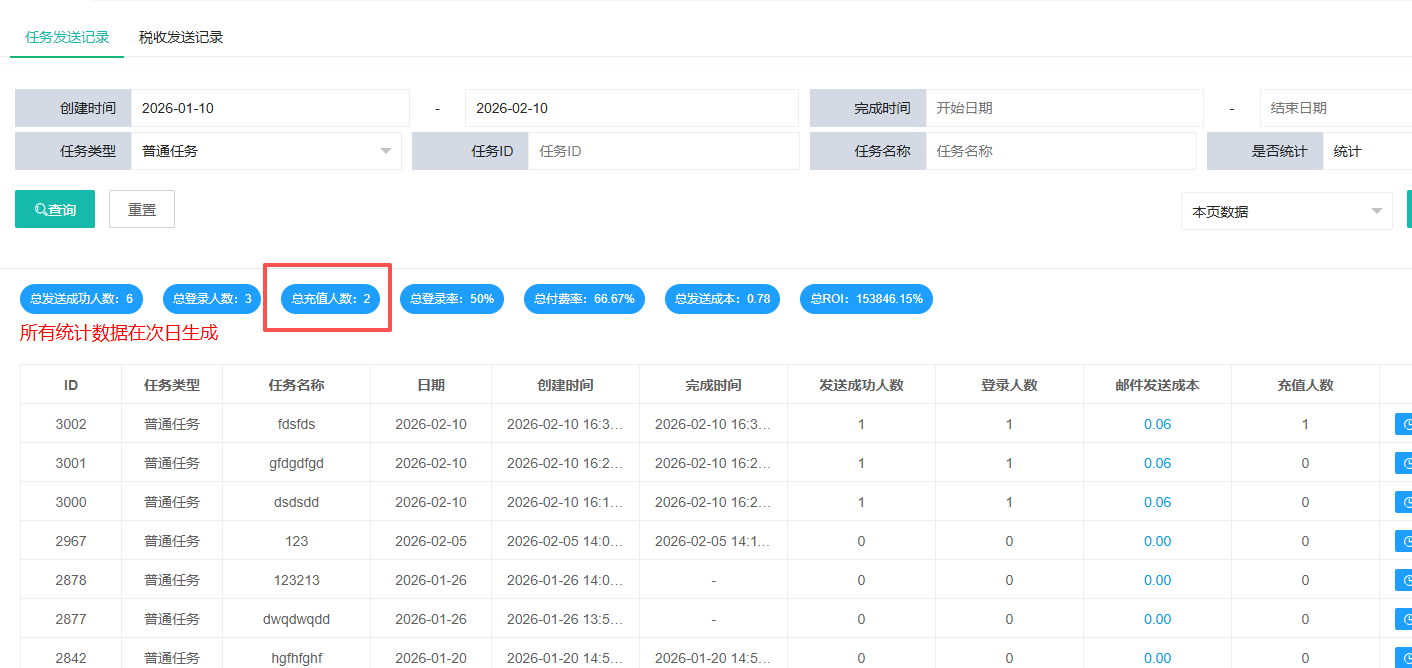 任务发送记录 税收发送记录
创建时间 2026-01-10 - 2026-02-10 完成时间 开始日期 - 结束日期
任务类型 普通任务 任务ID 任务ID 任务名称 任务名称 是否统计 统计
查询 重置 本页数据
总发送成功人数：6 总登录人数：3 总充值人数：2 总登录率：50% 总付费率：66.67% 总发送成本：0.78 总ROI：153846.15%
所有统计数据在次日生成
ID 任务类型 任务名称 日期 创建时间 完成时间 发送成功人数 登录人数 邮件发送成本 充值人数
3002 普通任务 fdsfds 2026-02-10 2026-02-10 16:3... 2026-02-10 16:3... 1 1 0.06 1
3001 普通任务 gfdgdfgd 2026-02-10 2026-02-10 16:2... 2026-02-10 16:2... 1 1 0.06 0
3000 普通任务 dsdsdd 2026-02-10 2026-02-10 16:1... 2026-02-10 16:2... 1 1 0.06 0
2967 普通任务 123 2026-02-05 2026-02-05 14:0... 2026-02-05 14:1... 0 0 0.00 0
2878 普通任务 123213 2026-01-26 2026-01-26 14:0... - 0 0 0.00 0
2877 普通任务 dwqdwqdd 2026-01-26 2026-01-26 13:5... - 0 0 0.00 0
2842 普通任务 hgfhfghf 2026-01-20 2026-01-20 14:5... 2026-01-20 14:5... 0 0 0.00 0